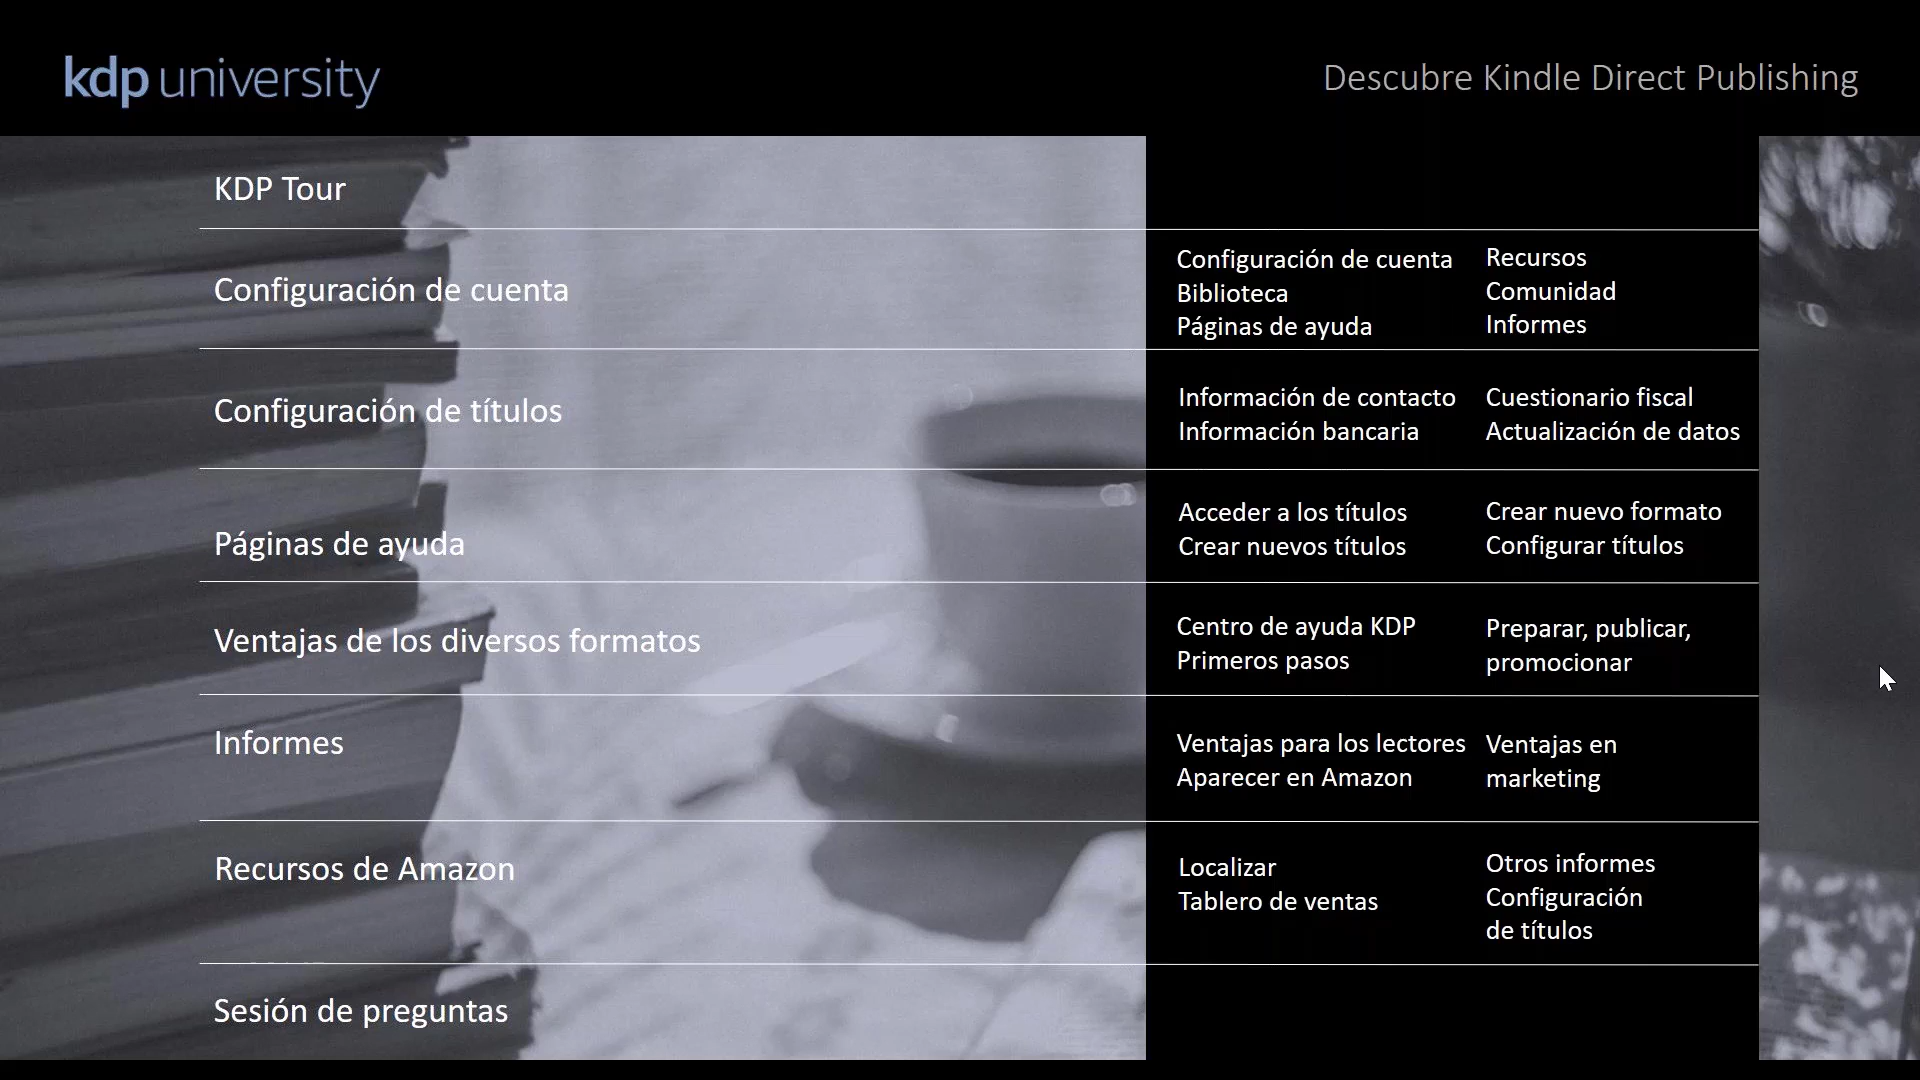 kdp university
Descubre Kindle Direct Publishing
KDP Tour
Configuración de cuenta
Configuración de cuenta
Biblioteca
Páginas de ayuda
Recursos
Comunidad
Informes
Configuración de títulos
Información de contacto
Información bancaria
Cuestionario fiscal
Actualización de datos
Páginas de ayuda
Acceder a los títulos
Crear nuevos títulos
Crear nuevo formato
Configurar títulos
Ventajas de los diversos formatos
Centro de ayuda KDP
Primeros pasos
Preparar, publicar,
promocionar
Informes
Ventajas para los lectores
Aparecer en Amazon
Ventajas en
marketing
Recursos de Amazon
Localizar
Tablero de ventas
Otros informes
Configuración
de títulos
Sesión de preguntas